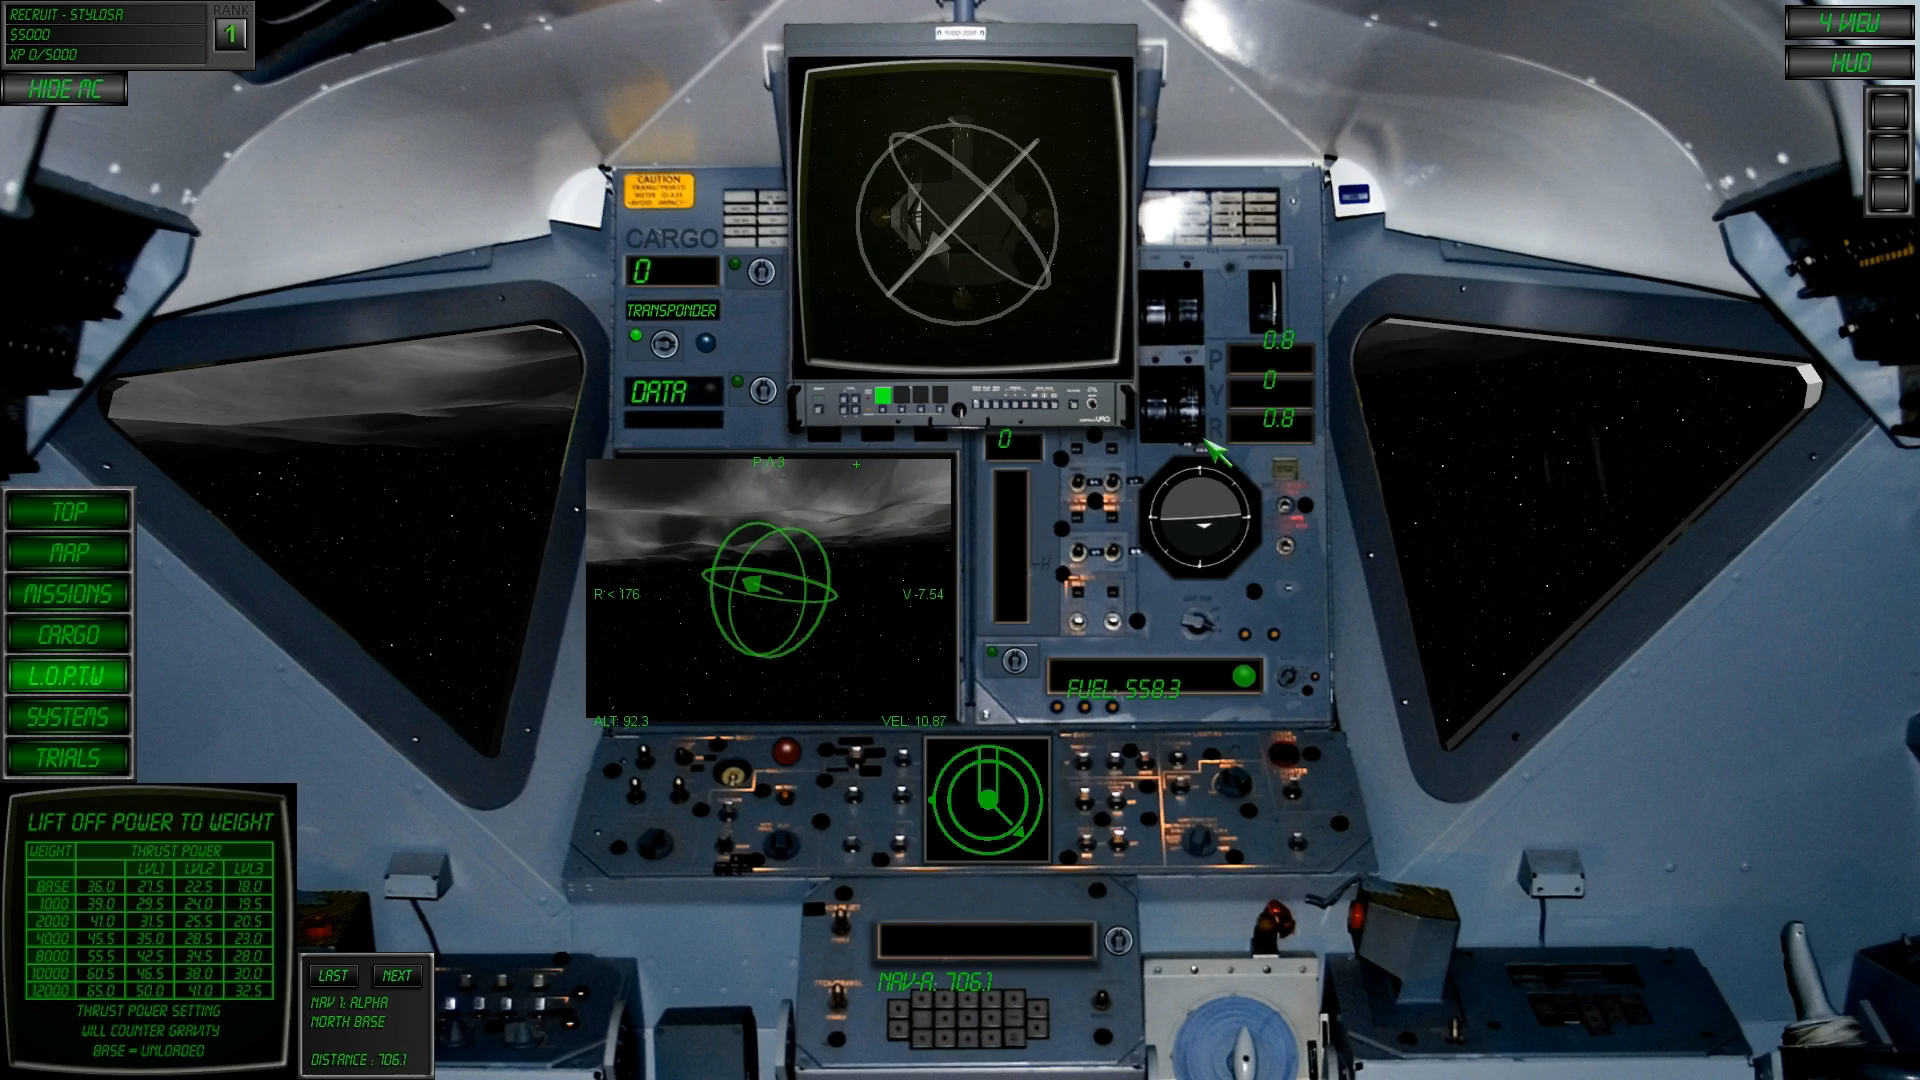 RECRUIT - STYLOSA
$5000
XP 0/5000
RANK
1
HIDE MC
4 VIEW
HUD
CAUTION
CARGO
0
TRANSPONDER
DATA
P 0.8
Y 0
R 0.8
0
R:< 176
V -7.54
ALT: 92.3
VEL: 10.87
FUEL: 558.3
TOP
MAP
MISSIONS
CARGO
L.O.P.T.W
SYSTEMS
TRIALS
LIFT OFF POWER TO WEIGHT
WEIGHT THRUST POWER
LVL1 LVL2 LVL3
BASE 36.0 27.5 22.5 18.0
1000 39.0 29.5 24.0 19.5
2000 41.0 31.5 25.5 20.5
4000 45.5 35.0 28.5 23.0
8000 55.5 42.5 34.5 28.0
10000 60.5 46.5 38.0 30.0
12000 65.0 50.0 41.0 32.5
THRUST POWER SETTING
WILL COUNTER GRAVITY
BASE = UNLOADED
LAST NEXT
NAV 1: ALPHA
NORTH BASE
DISTANCE : 706.1
NAV-A: 706.1